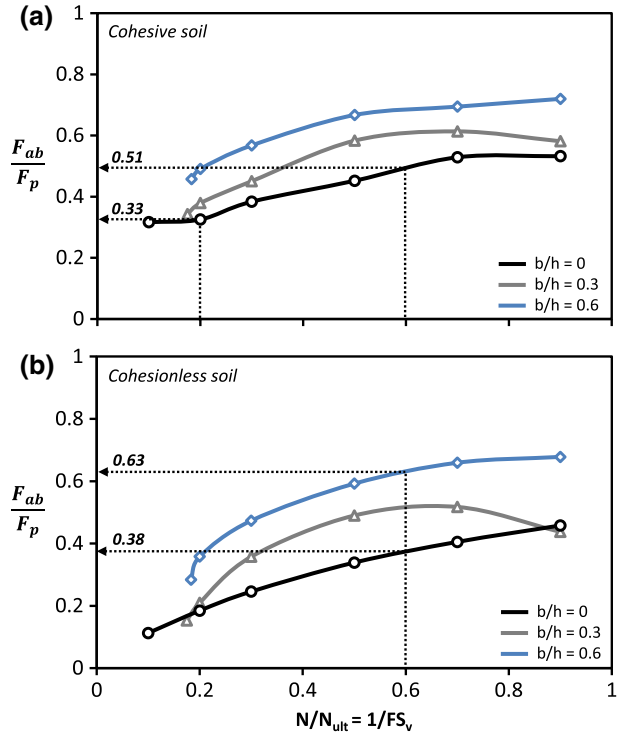 (a)
Cohesive soil
1
0.8
0.6
0.4
0.2
0
F_ab
F_p
0.51
0.33
b/h = 0
b/h = 0.3
b/h = 0.6
(b)
Cohesionless soil
1
0.8
0.6
0.4
0.2
0
F_ab
F_p
0.63
0.38
b/h = 0
b/h = 0.3
b/h = 0.6
0 0.2 0.4 0.6 0.8 1
N/N_ult = 1/FS_v